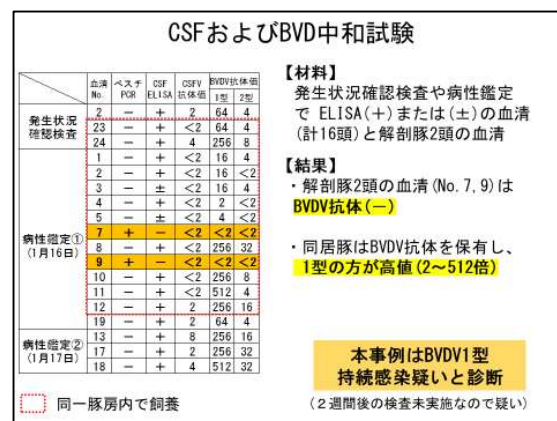 CSFおよびBVD中和試験
血清No. ペスチPCR CSF ELISA CSFV抗体価 BVDV抗体価 1型 2型
発生状況確認検査
2 － ＋ 2 64 4
23 － ＋ <2 64 4
24 － ＋ 4 256 8
病性鑑定①(1月16日)
1 － ＋ <2 16 4
2 － ＋ <2 16 <2
3 － ± <2 16 4
4 － ＋ <2 2 <2
5 － ± <2 4 <2
7 ＋ － <2 <2 <2
8 － ＋ <2 256 32
9 ＋ － <2 <2 <2
10 － ＋ <2 256 8
11 － ＋ <2 512 4
12 － ＋ 2 256 16
19 － ＋ 2 64 4
病性鑑定②(1月17日)
13 － ＋ 8 256 16
17 － ＋ 2 256 32
18 － ＋ 4 512 32
同一豚房内で飼養
【材料】
発生状況確認検査や病性鑑定
で ELISA(＋)または(±)の血清
(計16頭)と解剖豚2頭の血清
【結果】
・解剖豚2頭の血清(No.7,9)は
BVDV抗体(－)
・同居豚はBVDV抗体を保有し、
1型の方が高値(2～512倍)
本事例はBVDV1型
持続感染疑いと診断
(２週間後の検査未実施なので疑い)